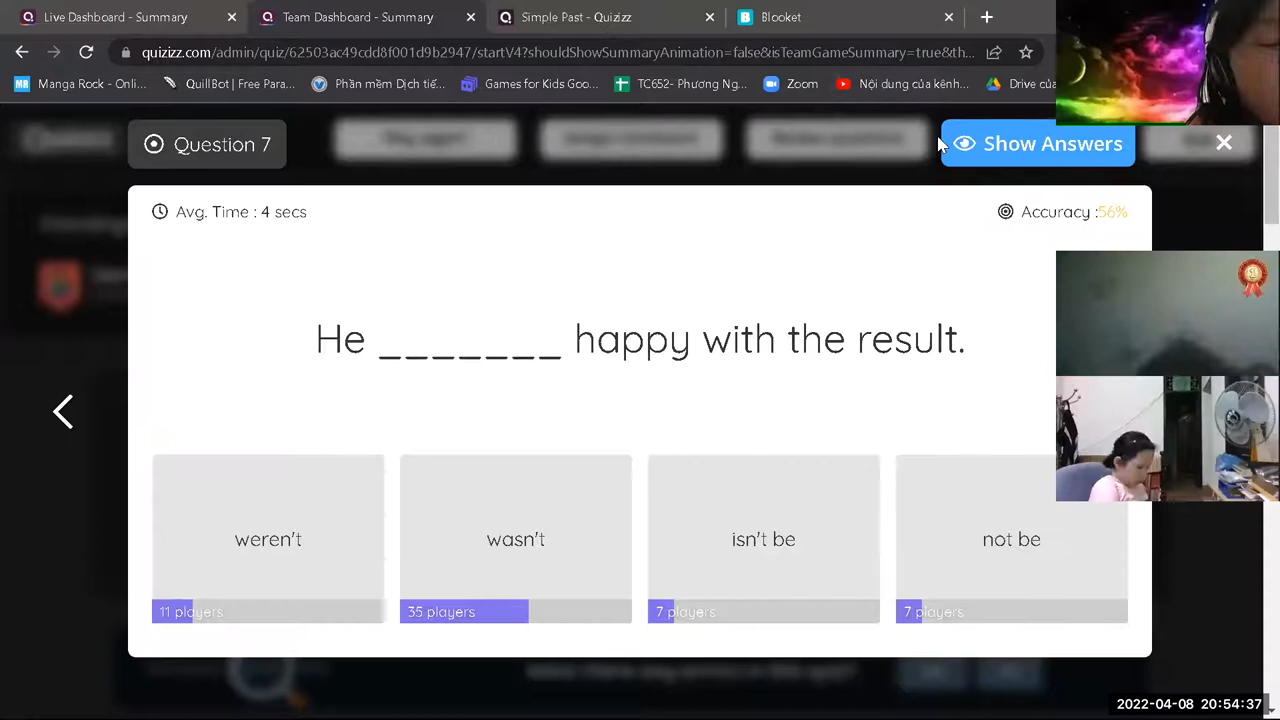 Live Dashboard - Summary
Team Dashboard - Summary
Simple Past - Quizizz
Blooket
quizizz.com/admin/quiz/62503ac49cdd8f001d9b2947/startV4?shouldShowSummaryAnimation=false&isTeamGameSummary=true&th...
Manga Rock - Onli...
QuillBot | Free Para...
Phần mềm Dịch tiế...
Games for Kids Geo...
TC652- Phương Ng...
Zoom
Nội dung của kênh...
Drive củ
Question 7
Show Answers
Avg. Time : 4 secs
Accuracy :56%
He _______ happy with the result.
weren't
wasn't
isn't be
not be
11 players
35 players
7 players
7 players
2022-04-08 20:54:37